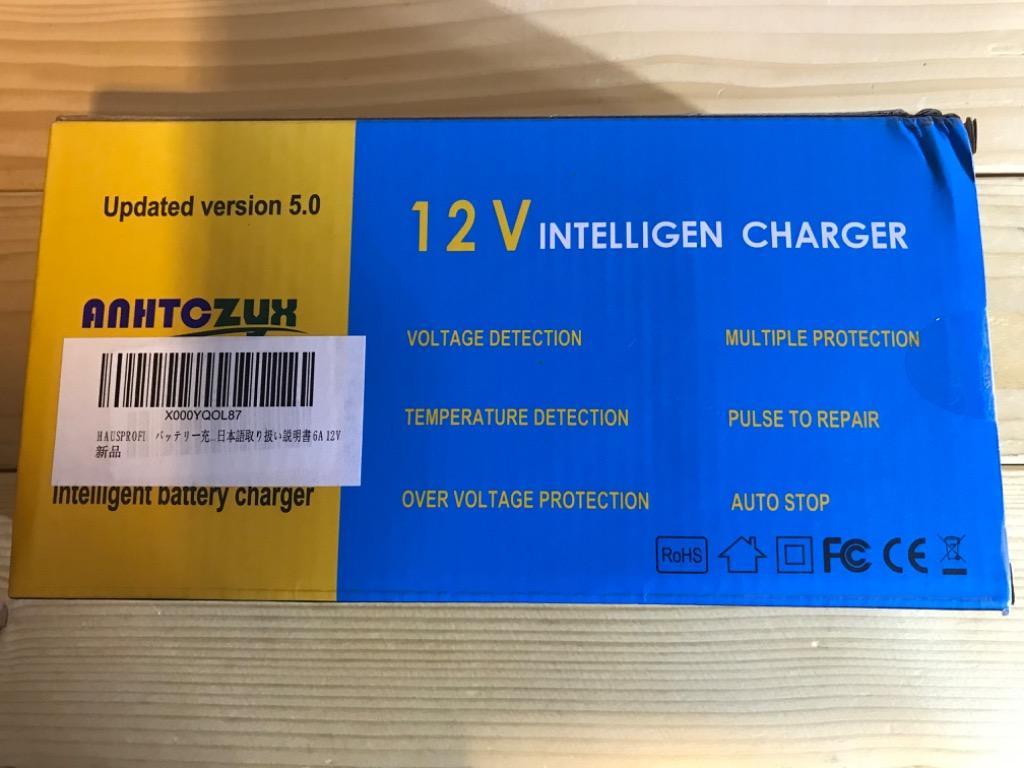 Updated version 5.0
ANHTCZUX
X000YQOL87
HAUSPROFI バッテリー充...日本語取り扱い説明書 6A 12V
新品
Intelligent battery charger
12V INTELLIGEN CHARGER
VOLTAGE DETECTION
MULTIPLE PROTECTION
TEMPERATURE DETECTION
PULSE TO REPAIR
OVER VOLTAGE PROTECTION
AUTO STOP
RoHS FC CE